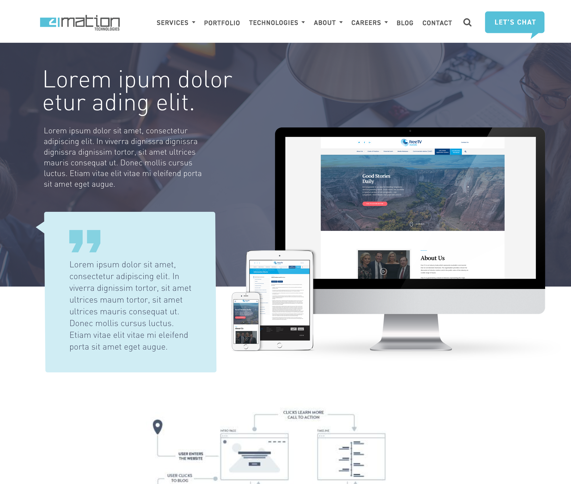 4mation
TECHNOLOGIES
SERVICES PORTFOLIO TECHNOLOGIES ABOUT CAREERS BLOG CONTACT
LET'S CHAT
Lorem ipum dolor
etur ading elit.
Lorem ipsum dolor sit amet, consectetur
adipiscing elit. In viverra dignissra dignissra
dignissra dignissim tortor, sit amet ultrices
mauris consequat ut. Donec mollis cursus
luctus. Etiam vitae elit vitae mi eleifend porta
sit amet eget augue.
Good Stories
Daily
About Us
Lorem ipsum dolor sit amet,
consectetur adipiscing elit. In
viverra dignissim tortor, sit amet
ultrices maum tortor, sit amet
ultrices mauris consequat ut.
Donec mollis cursus luctus.
Etiam vitae elit vitae mi eleifend
porta sit amet eget augue.
CLICKS LEARN MORE
CALL TO ACTION
USER ENTERS
THE WEBSITE
USER CLICKS
TO BLOG